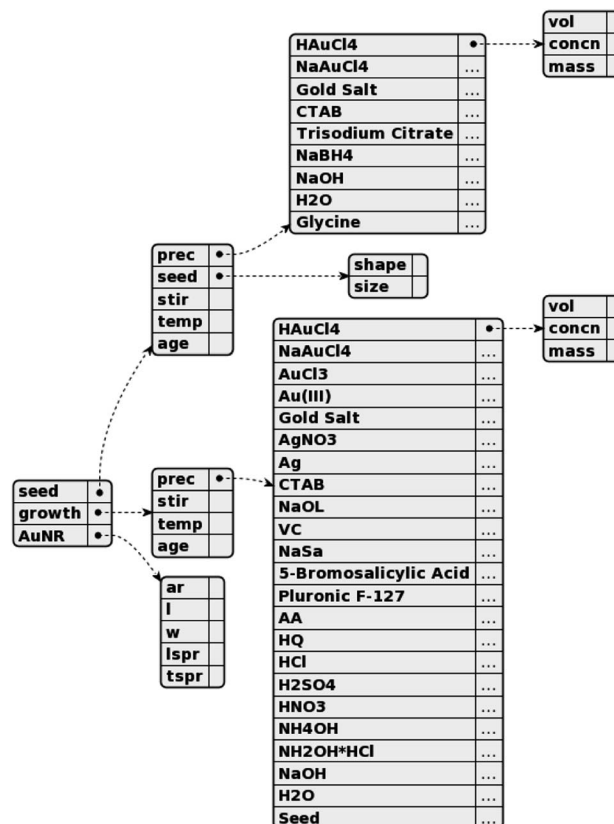 vol
concn
mass
HAuCl4
NaAuCl4 ...
Gold Salt ...
CTAB ...
Trisodium Citrate ...
NaBH4 ...
NaOH ...
H2O ...
Glycine ...
prec
seed
stir
temp
age
shape
size
vol
concn
mass
HAuCl4
NaAuCl4 ...
AuCl3 ...
Au(III) ...
Gold Salt ...
AgNO3 ...
Ag ...
CTAB ...
NaOL ...
VC ...
NaSa ...
5-Bromosalicylic Acid ...
Pluronic F-127 ...
AA ...
HQ ...
HCl ...
H2SO4 ...
HNO3 ...
NH4OH ...
NH2OH*HCl ...
NaOH ...
H2O ...
Seed ...
prec
stir
temp
age
seed
growth
AuNR
ar
l
w
lspr
tspr